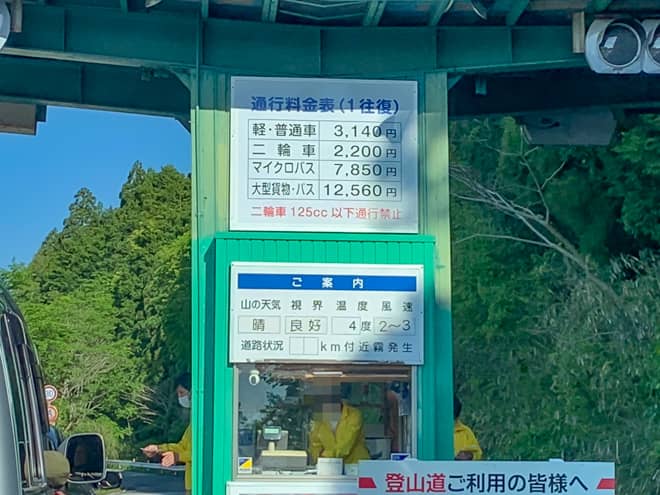 通行料金表(1往復)
軽・普通車 3,140円
二輪車 2,200円
マイクロバス 7,850円
大型貨物・バス 12,560円
二輪車125cc以下通行禁止
ご案内
山の天気 視界 温度 風速
晴 良好 4度 2〜3
道路状況 km付近霧発生
登山道ご利用の皆様へ